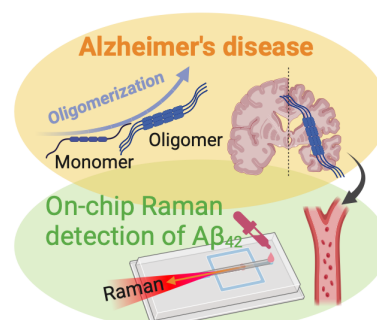 Alzheimer's disease
Oligomerization
Oligomer
Monomer
On-chip Raman
detection of Aβ₄₂
Raman